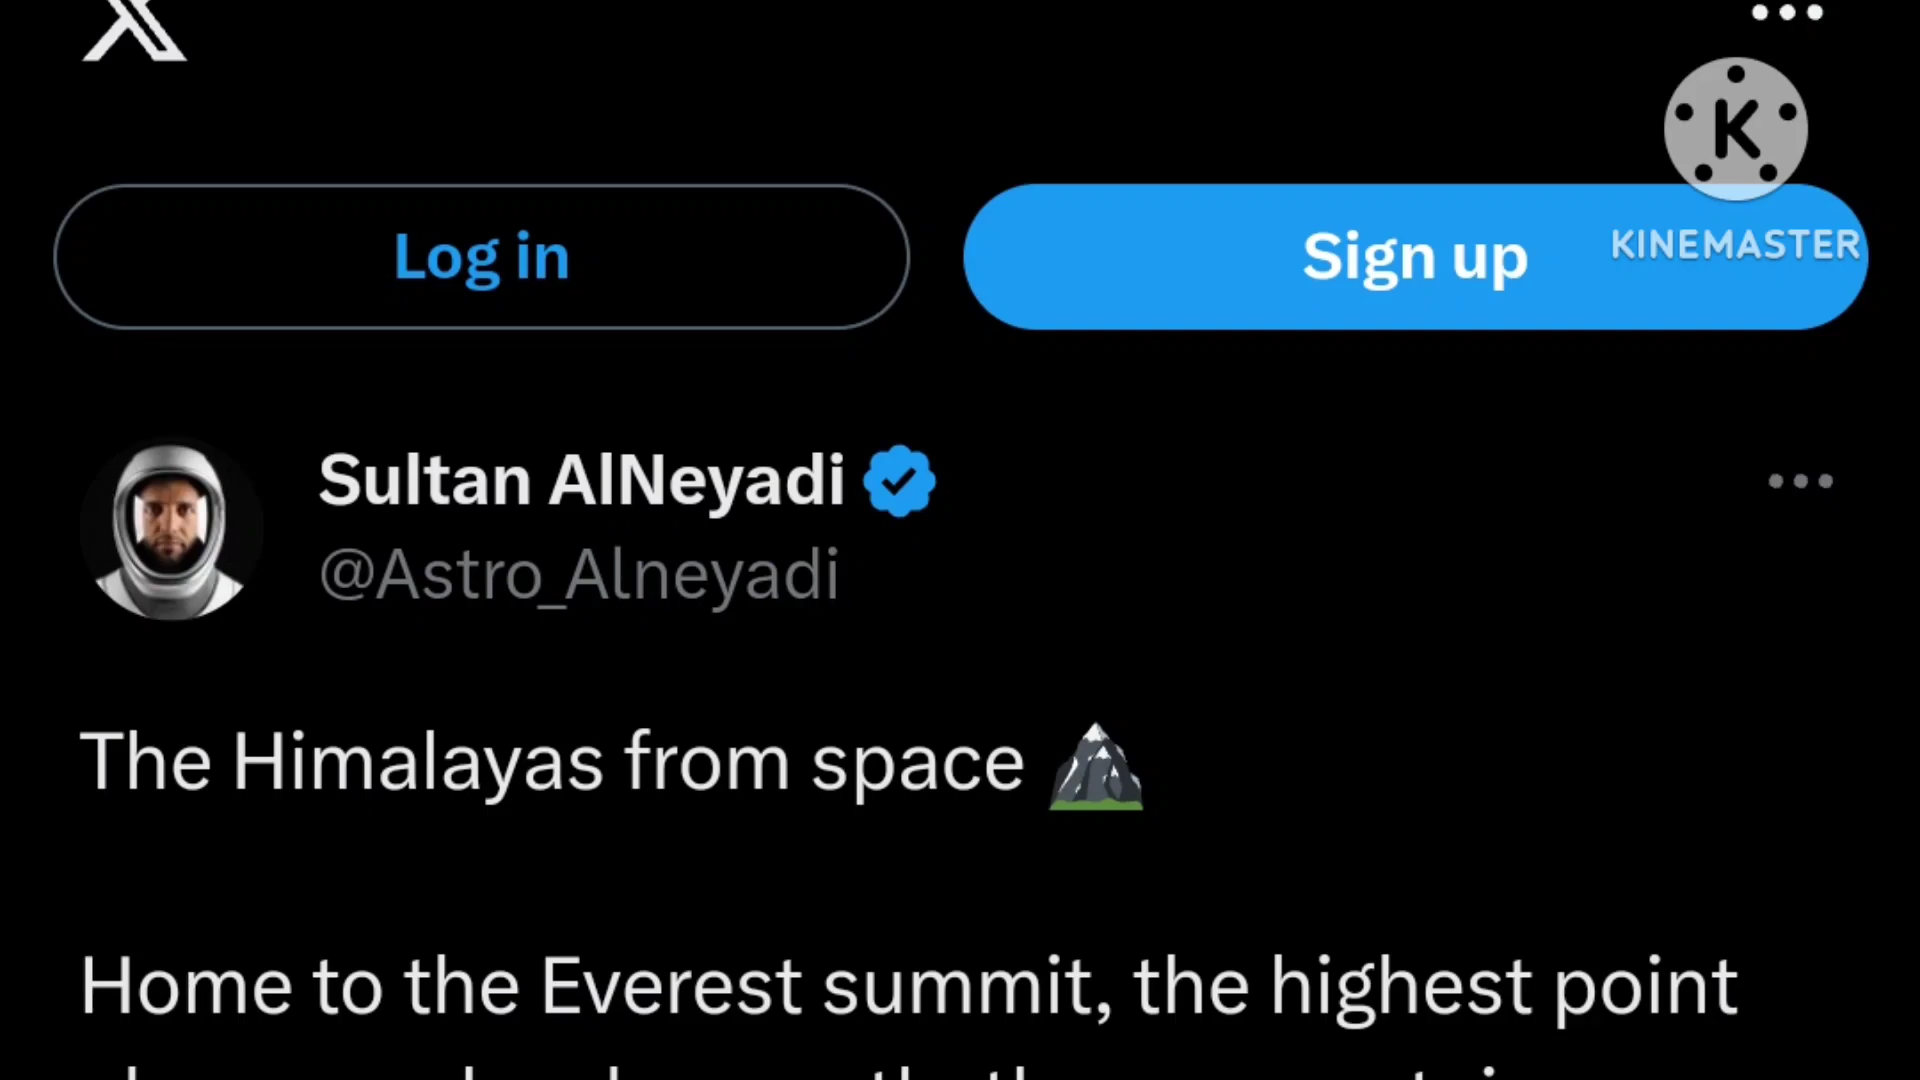 Log in
Sign up
KINEMASTER
Sultan AlNeyadi
@Astro_Alneyadi
The Himalayas from space
Home to the Everest summit, the highest point